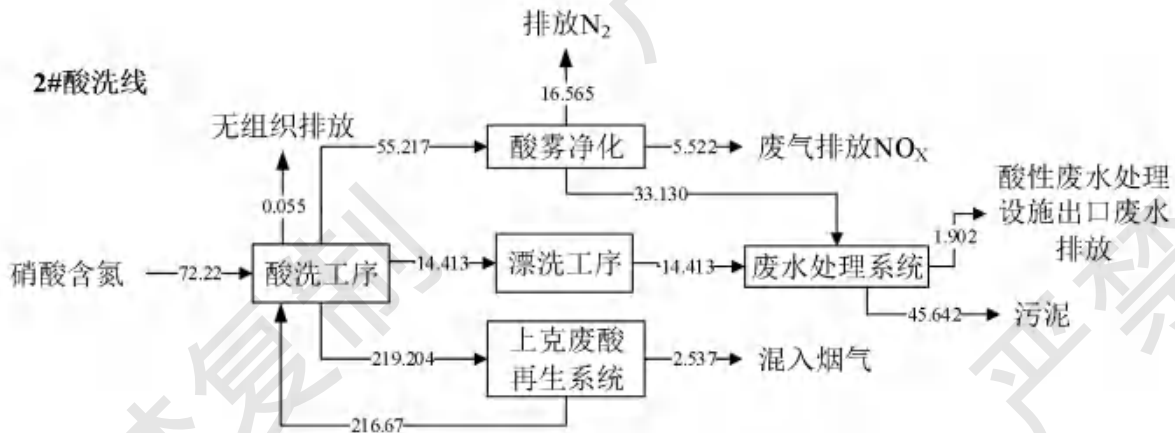 排放N₂
2#酸洗线
16.565
无组织排放
55.217
酸雾净化
5.522
废气排放NOX
33.130
酸性废水处理
设施出口废水
排放
0.055
1.902
硝酸含氮
72.22
酸洗工序
14.413
漂洗工序
14.413
废水处理系统
45.642
污泥
219.204
上克废酸
再生系统
2.537
混入烟气
216.67
复制
严禁